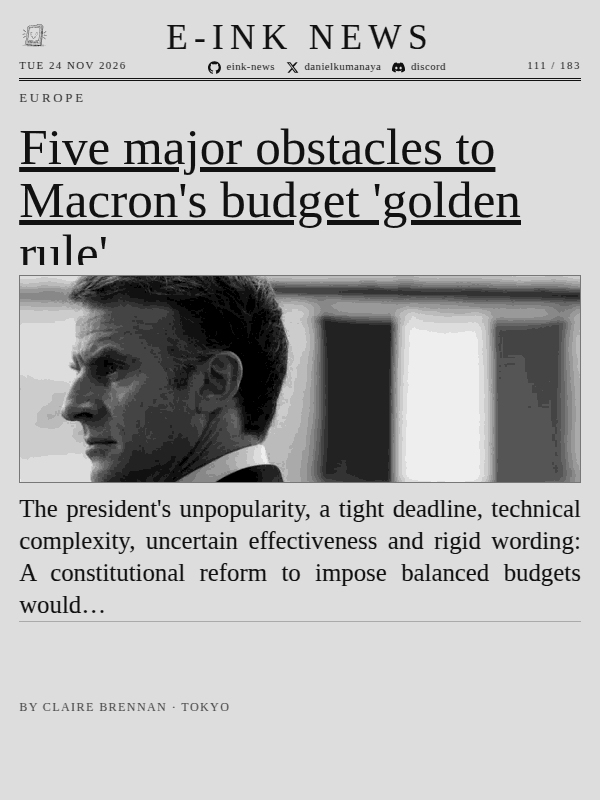 E-INK NEWS
TUE 24 NOV 2026
eink-news
danielkumanaya
discord
111 / 183
EUROPE
Five major obstacles to
Macron's budget 'golden
rule'
The president's unpopularity, a tight deadline, technical
complexity, uncertain effectiveness and rigid wording:
A constitutional reform to impose balanced budgets
would…
BY CLAIRE BRENNAN · TOKYO